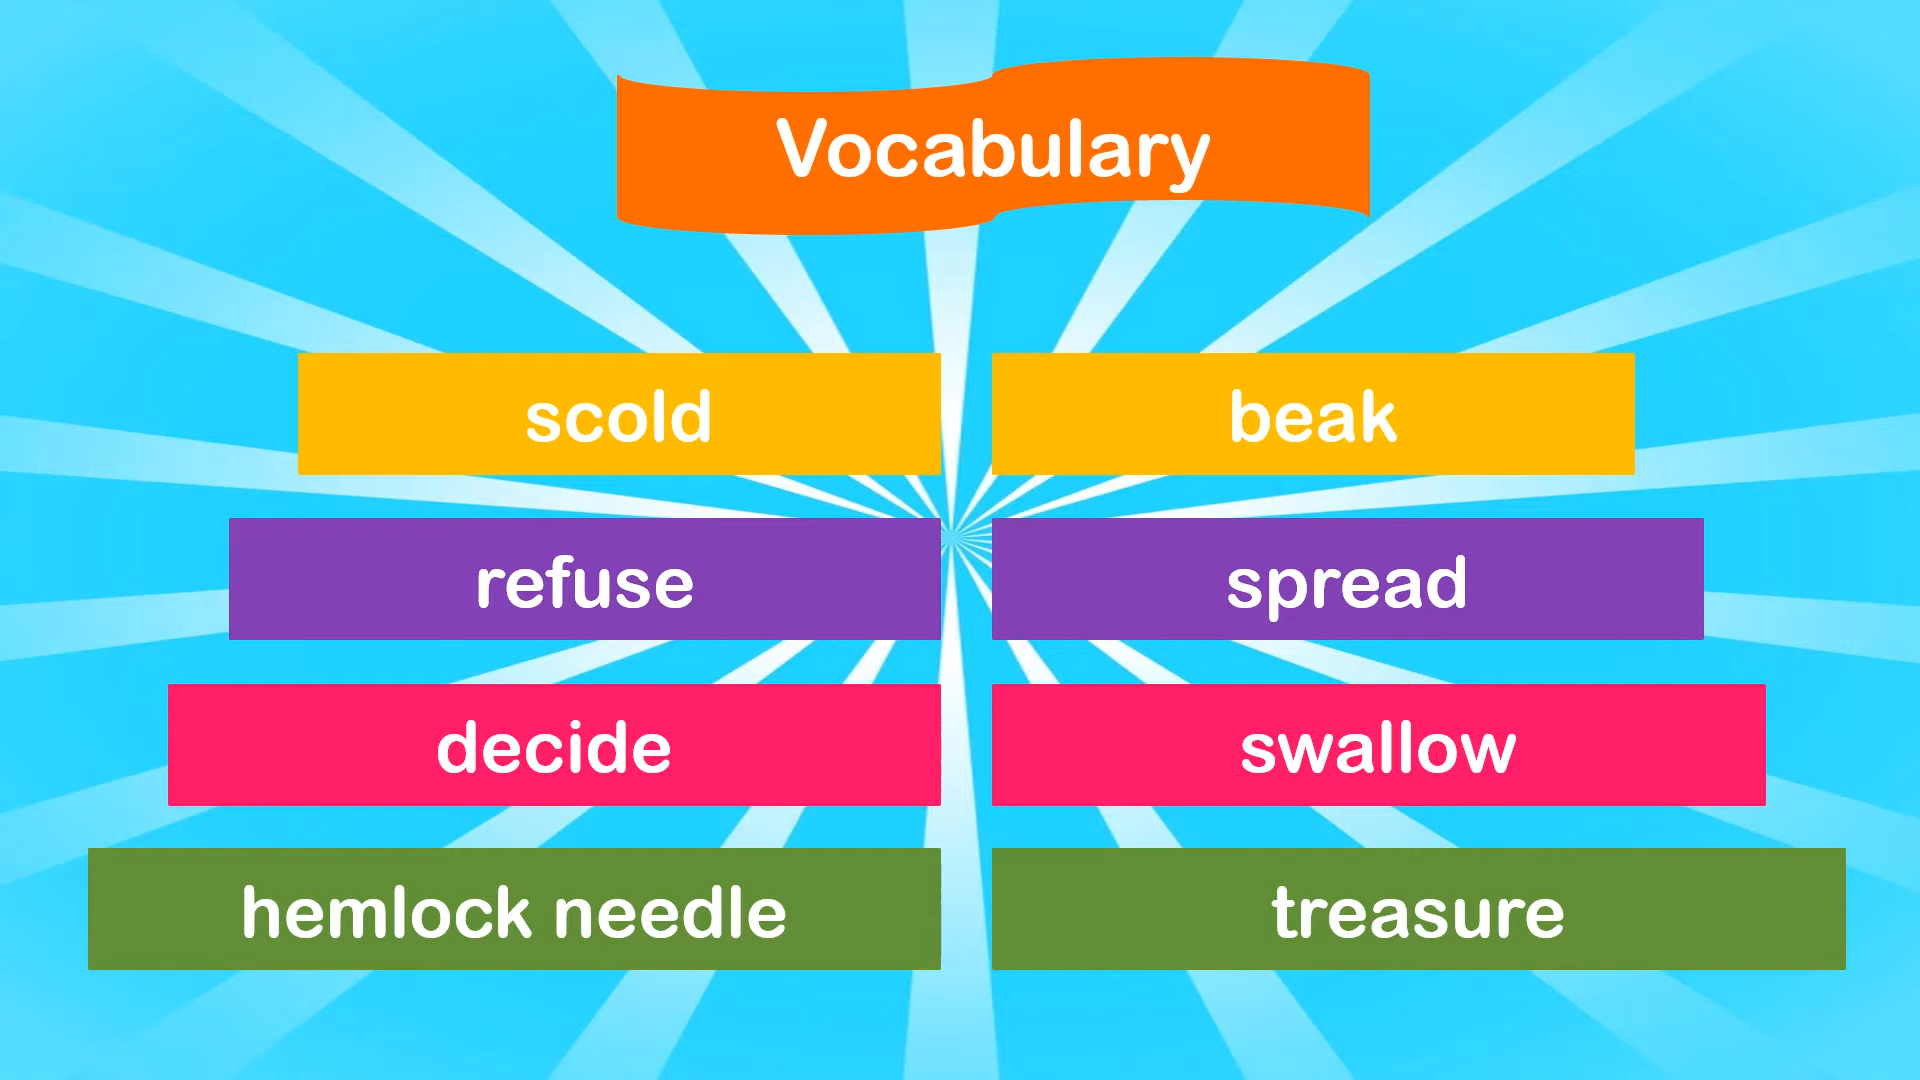 Vocabulary
scold
beak
refuse
spread
decide
swallow
hemlock needle
treasure